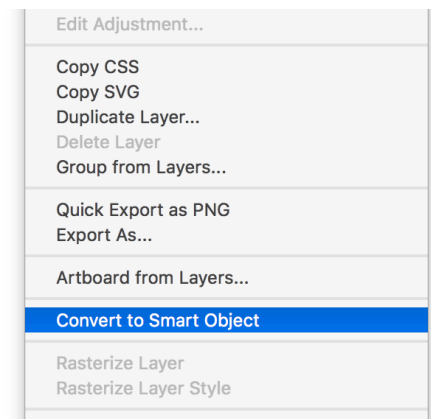 Edit Adjustment...
Copy CSS
Copy SVG
Duplicate Layer...
Delete Layer
Group from Layers...
Quick Export as PNG
Export As...
Artboard from Layers...
Convert to Smart Object
Rasterize Layer
Rasterize Layer Style